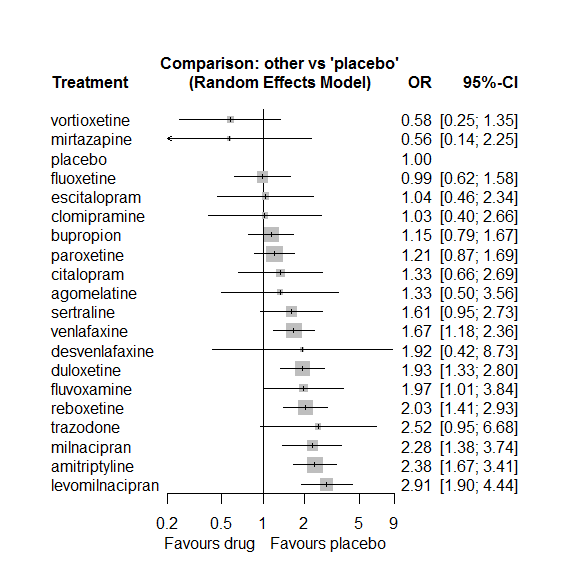 Comparison: other vs 'placebo'
Treatment (Random Effects Model) OR 95%-CI
vortioxetine 0.58 [0.25; 1.35]
mirtazapine 0.56 [0.14; 2.25]
placebo 1.00
fluoxetine 0.99 [0.62; 1.58]
escitalopram 1.04 [0.46; 2.34]
clomipramine 1.03 [0.40; 2.66]
bupropion 1.15 [0.79; 1.67]
paroxetine 1.21 [0.87; 1.69]
citalopram 1.33 [0.66; 2.69]
agomelatine 1.33 [0.50; 3.56]
sertraline 1.61 [0.95; 2.73]
venlafaxine 1.67 [1.18; 2.36]
desvenlafaxine 1.92 [0.42; 8.73]
duloxetine 1.93 [1.33; 2.80]
fluvoxamine 1.97 [1.01; 3.84]
reboxetine 2.03 [1.41; 2.93]
trazodone 2.52 [0.95; 6.68]
milnacipran 2.28 [1.38; 3.74]
amitriptyline 2.38 [1.67; 3.41]
levomilnacipran 2.91 [1.90; 4.44]
0.2 0.5 1 2 5 9
Favours drug Favours placebo